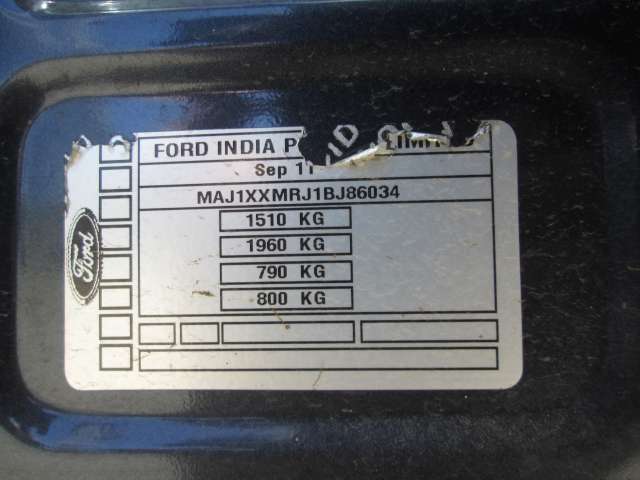 FORD INDIA P
Sep 11
MAJ1XXMRJ1BJ86034
1510 KG
1960 KG
790 KG
800 KG
Ford